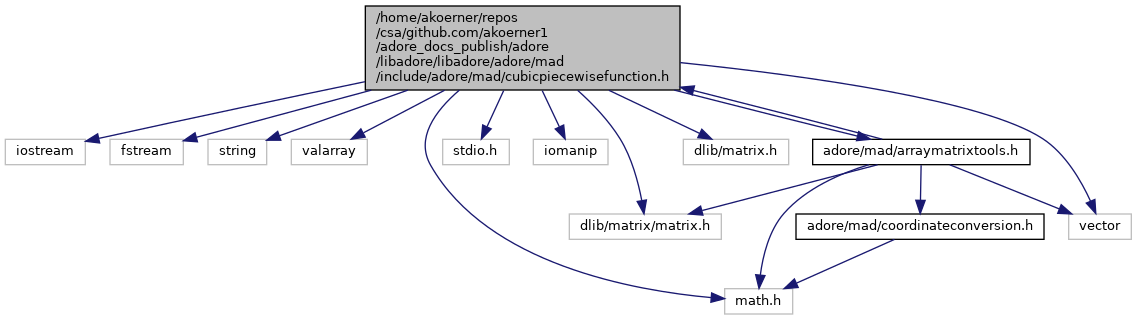 /home/akoerner/repos
/csa/github.com/akoerner1
/adore_docs_publish/adore
/libadore/libadore/adore/mad
/include/adore/mad/cubicpiecewisefunction.h
iostream
fstream
string
valarray
stdio.h
iomanip
dlib/matrix.h
adore/mad/arraymatrixtools.h
dlib/matrix/matrix.h
adore/mad/coordinateconversion.h
vector
math.h